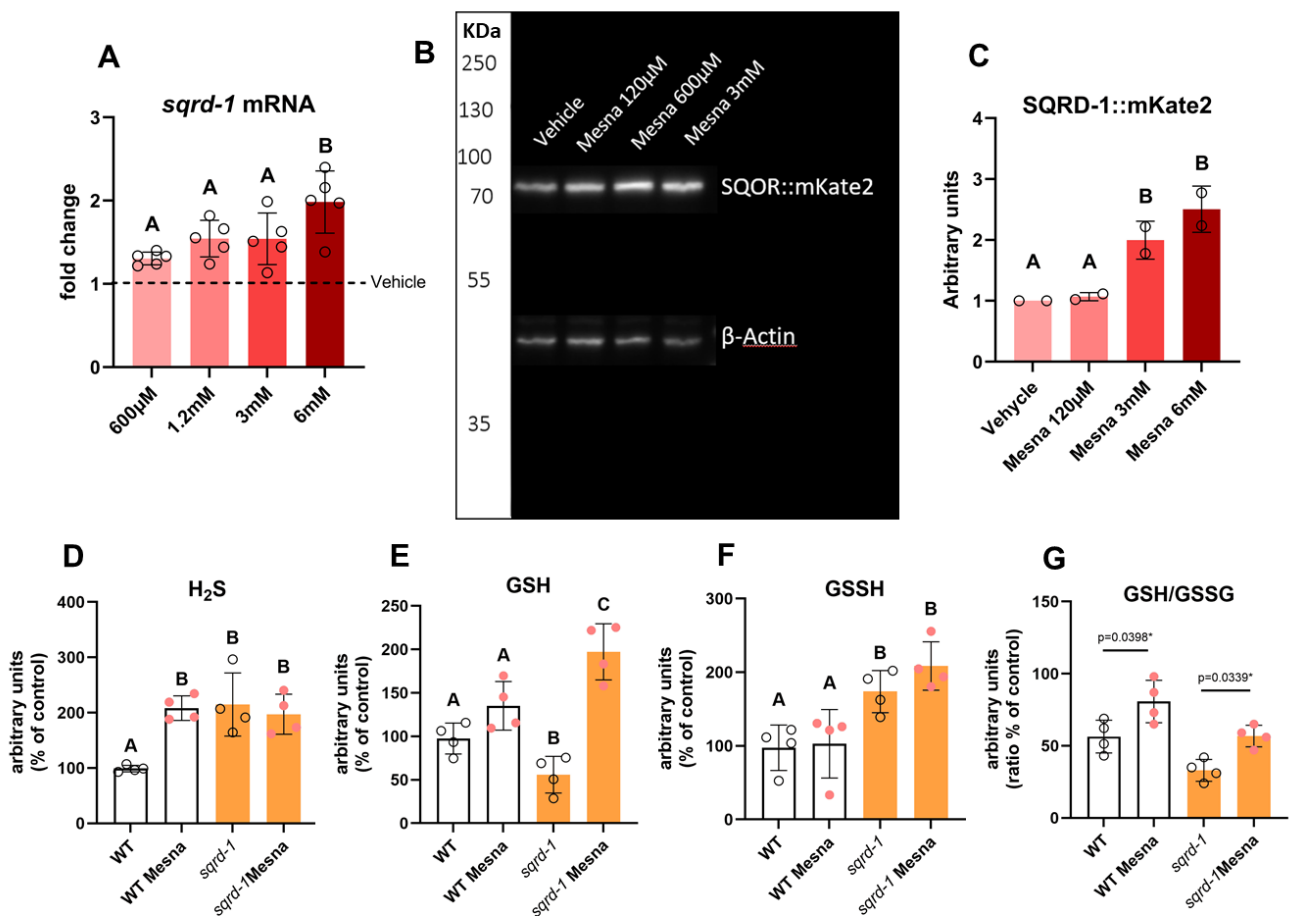 A
sqrd-1 mRNA
fold change
3
2
1
0
A
A
A
B
Vehicle
600µM
1.2mM
3mM
6mM
B
KDa
250
130
100
70
55
35
Vehicle
Mesna 120µM
Mesna 600µM
Mesna 3mM
SQOR::mKate2
β-Actin
C
SQRD-1::mKate2
Arbitrary units
4
3
2
1
0
A
A
B
B
Vehycle
Mesna 120µM
Mesna 3mM
Mesna 6mM
D
H₂S
arbitrary units
(% of control)
400
300
200
100
0
A
B
B
B
WT
WT Mesna
sqrd-1
sqrd-1Mesna
E
GSH
arbitrary units
(% of control)
250
200
150
100
50
0
A
A
B
C
WT
WT Mesna
sqrd-1
sqrd-1 Mesna
F
GSSH
arbitrary units
(% of control)
300
200
100
0
A
A
B
B
WT
WT Mesna
sqrd-1
sqrd-1 Mesna
G
GSH/GSSG
arbitrary units
(ratio % of control)
150
100
50
0
p=0.0398*
p=0.0339*
WT
WT Mesna
sqrd-1
sqrd-1Mesna